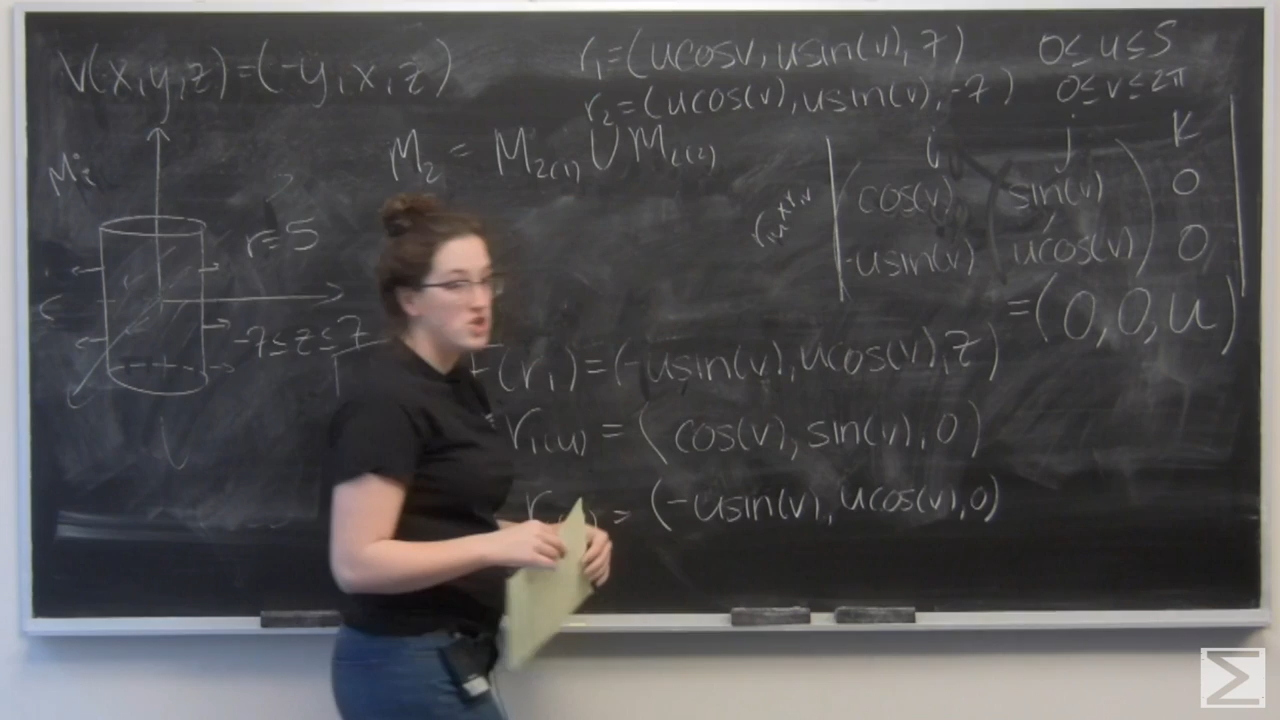 V(x,y,z)=(-y,x,z)
r₁=(ucosv,usin(v),7) 0≤u≤5
r₂=(ucos(v),usin(v),-7) 0≤v≤2π
M₂ = M₂₍₁₎ ∪ M₂₍₂₎
i j k
cos(v) sin(v) 0
-usin(v) ucos(v) 0
=(0,0,u)
r=5
-7≤z≤7
F(r₁)=(-usin(v),ucos(v),7)
r₁₍ᵤ₎ = (cos(v),sin(v),0)
= (-usin(v),ucos(v),0)
Σ